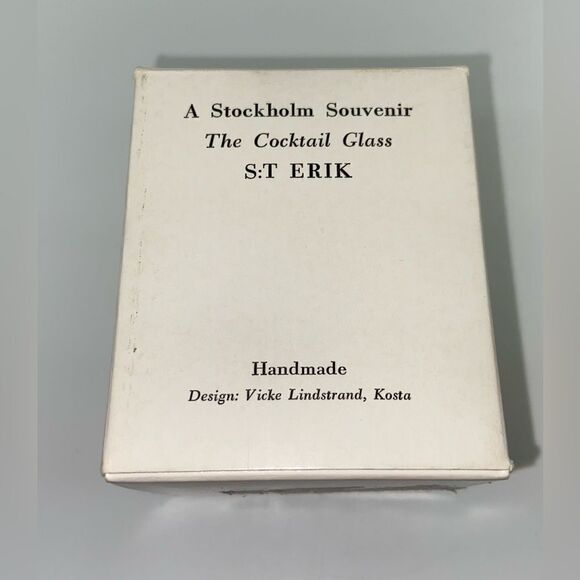 A Stockholm Souvenir
The Cocktail Glass
S:T ERIK
Handmade
Design: Vicke Lindstrand, Kosta